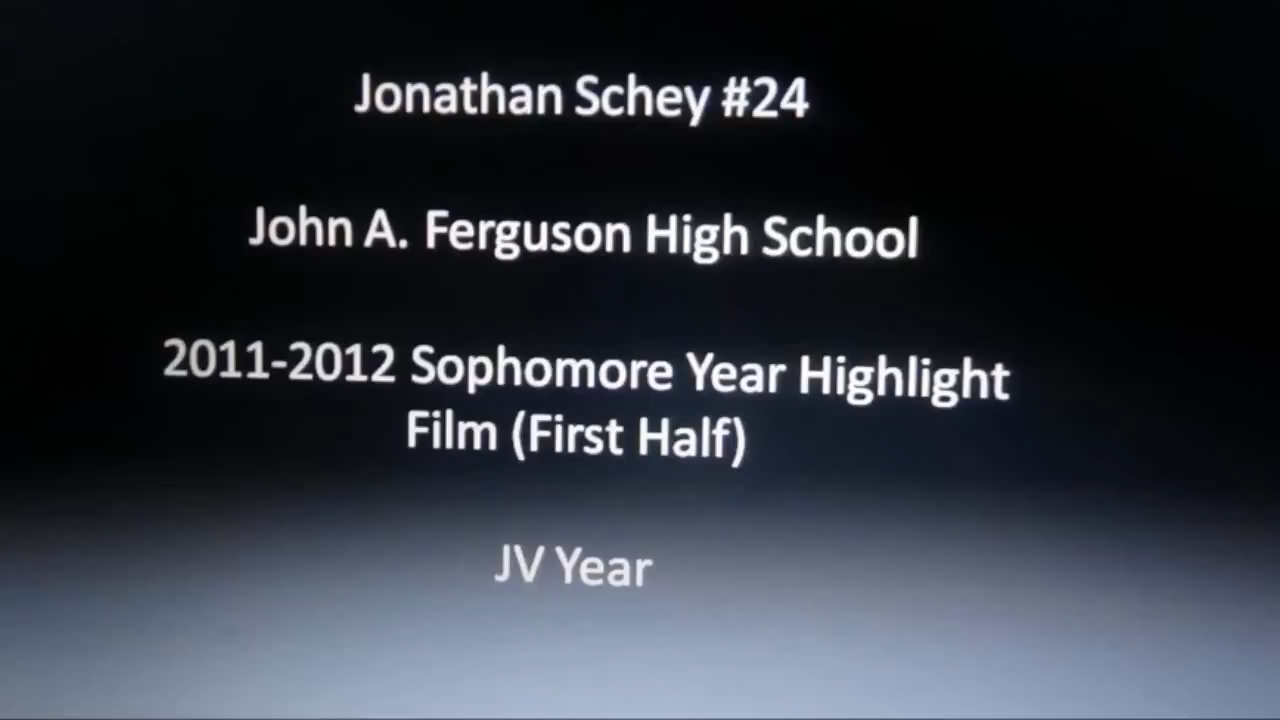 Jonathan Schey #24
John A. Ferguson High School
2011-2012 Sophomore Year Highlight
Film (First Half)
JV Year